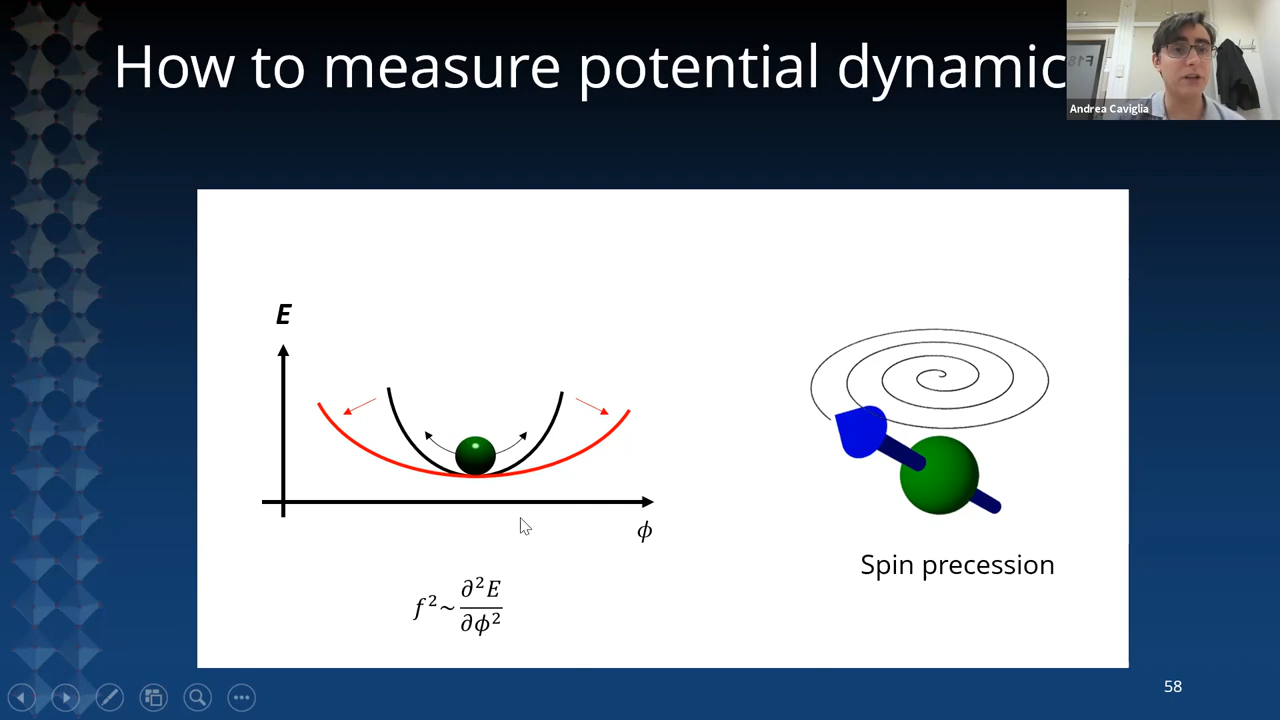 How to measure potential dynamic
Andrea Caviglia
E
ϕ
f²~ ∂²E/∂ϕ²
Spin precession
58